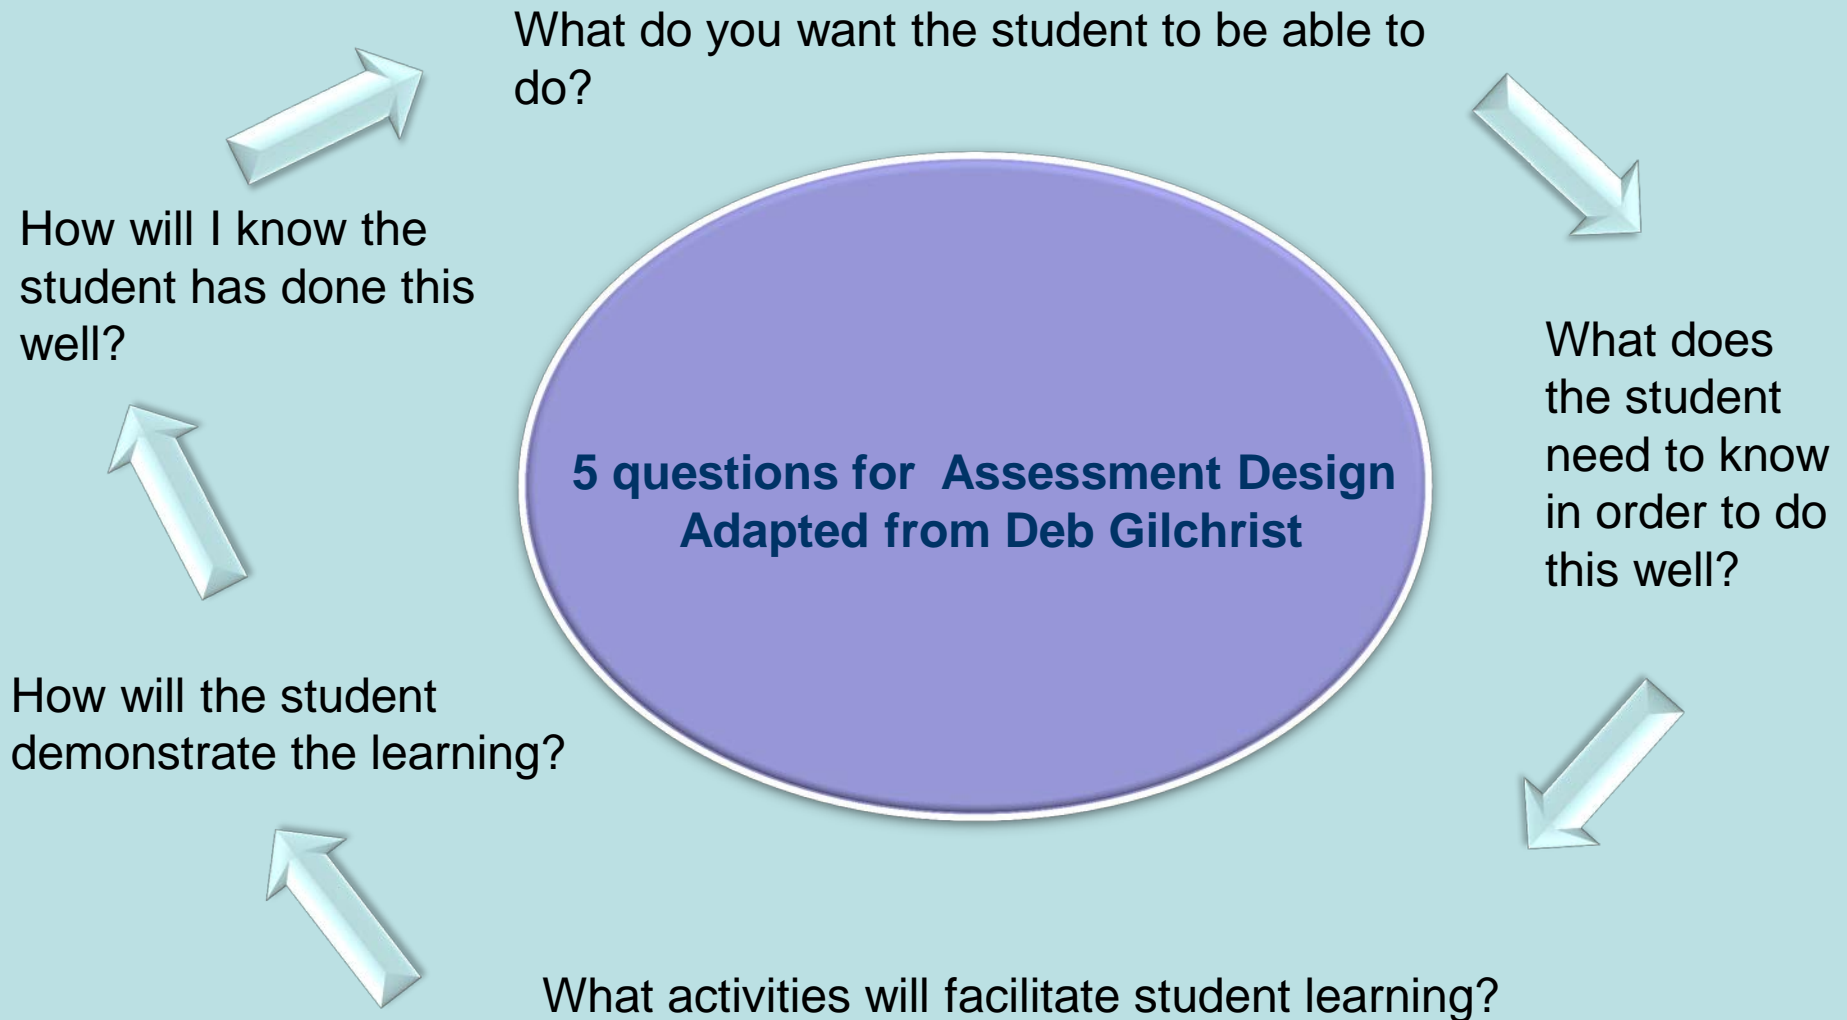 What do you want the student to be able to
do?
What does
the student
need to know
in order to do
this well?
What activities will facilitate student learning?
How will the student
demonstrate the learning?
How will I know the
student has done this
well?
5 questions for  Assessment Design
Adapted from Deb Gilchrist